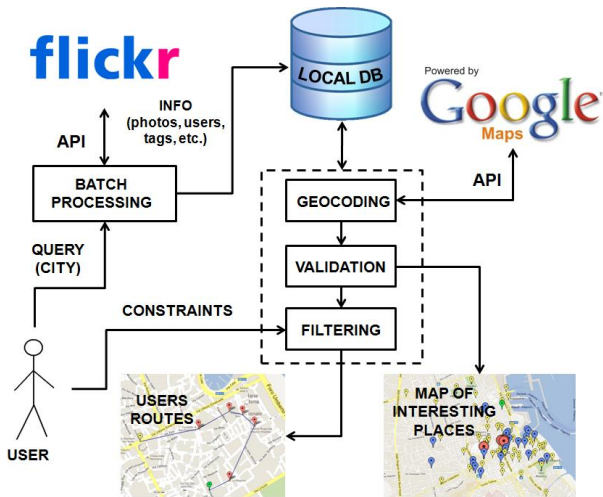 flickr
LOCAL DB
Powered by
Google
Maps
INFO
(photos, users,
tags, etc.)
API
BATCH
PROCESSING
GEOCODING
API
QUERY
(CITY)
VALIDATION
CONSTRAINTS
FILTERING
USERS
ROUTES
MAP OF
INTERESTING
PLACES
USER